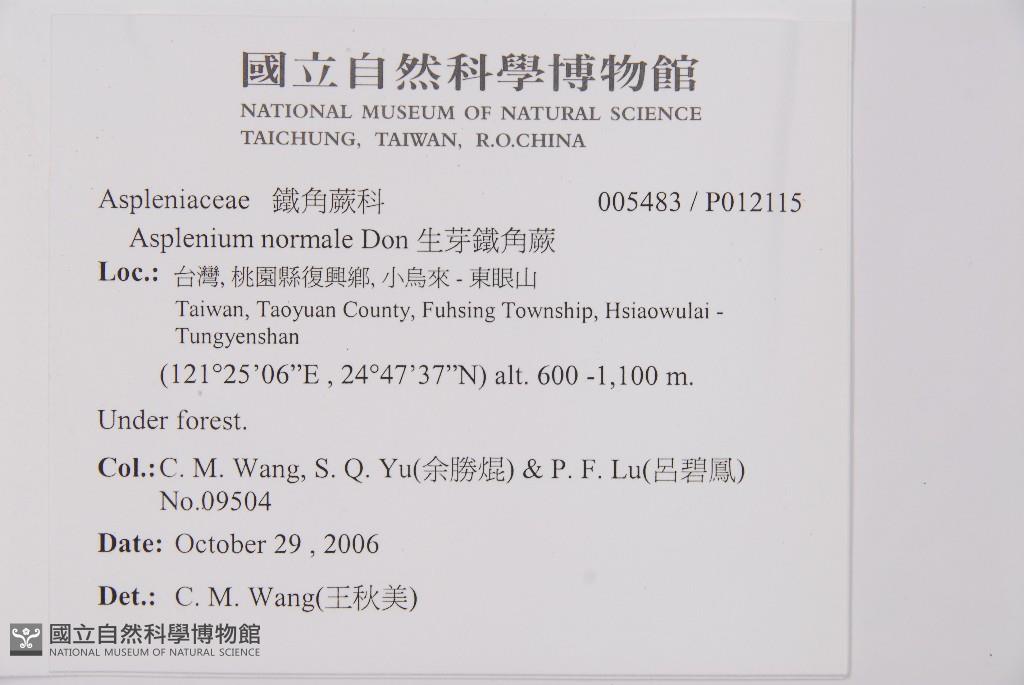 國立自然科學博物館
NATIONAL MUSEUM OF NATURAL SCIENCE
TAICHUNG, TAIWAN, R.O.CHINA
Aspleniaceae 鐵角蕨科 005483 / P012115
Asplenium normale Don 生芽鐵角蕨
Loc.: 台灣, 桃園縣復興鄉, 小烏來 - 東眼山
Taiwan, Taoyuan County, Fuhsing Township, Hsiaowulai -
Tungyenshan
(121°25’06”E , 24°47’37”N) alt. 600 -1,100 m.
Under forest.
Col.: C. M. Wang, S. Q. Yu(余勝焜) & P. F. Lu(呂碧鳳)
No.09504
Date: October 29 , 2006
Det.: C. M. Wang(王秋美)
國立自然科學博物館
NATIONAL MUSEUM OF NATURAL SCIENCE